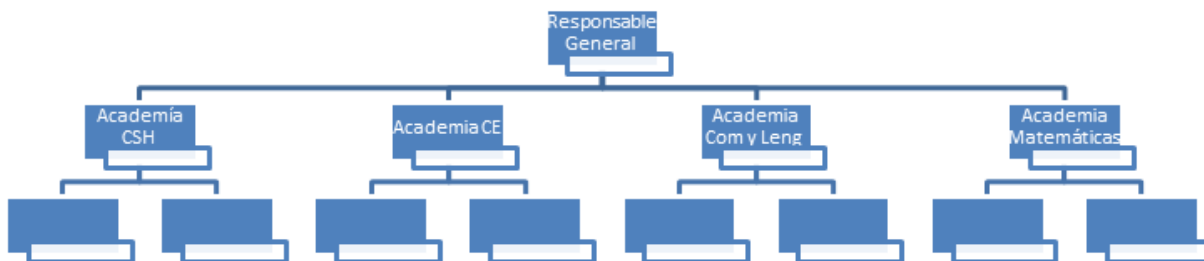 Responsable
General
Academía
CSH
Academia CE
Academia
Com y Leng
Academia
Matemáticas